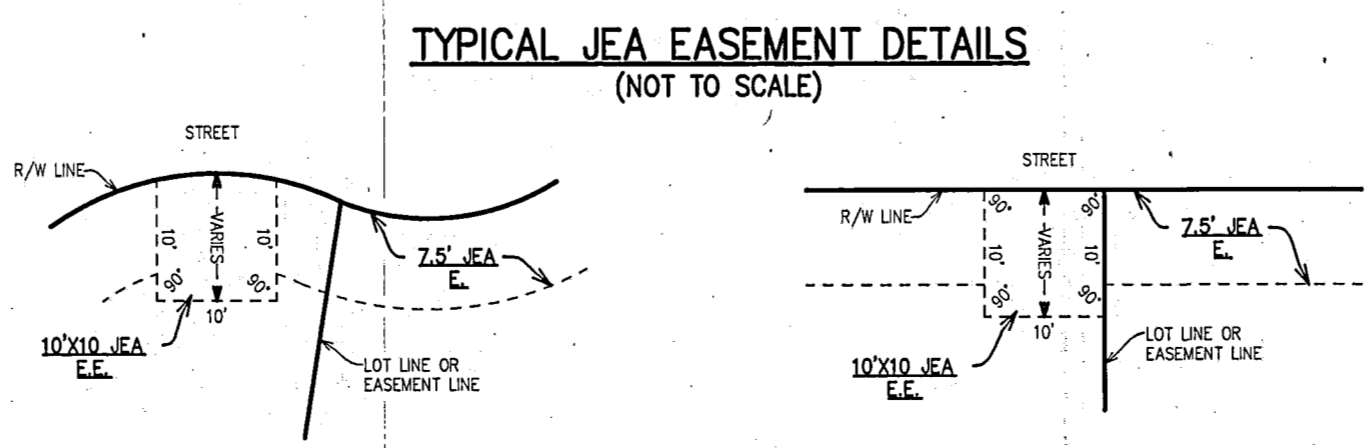 TYPICAL JEA EASEMENT DETAILS
(NOT TO SCALE)
STREET
R/W LINE
VARIES
10'
10'
90°
90°
10'
7.5' JEA
E.
10'X10 JEA
E.E.
LOT LINE OR
EASEMENT LINE
STREET
R/W LINE
90°
90°
VARIES
10'
10'
90°
90°
10'
7.5' JEA
E.
10'X10 JEA
E.E.
LOT LINE OR
EASEMENT LINE